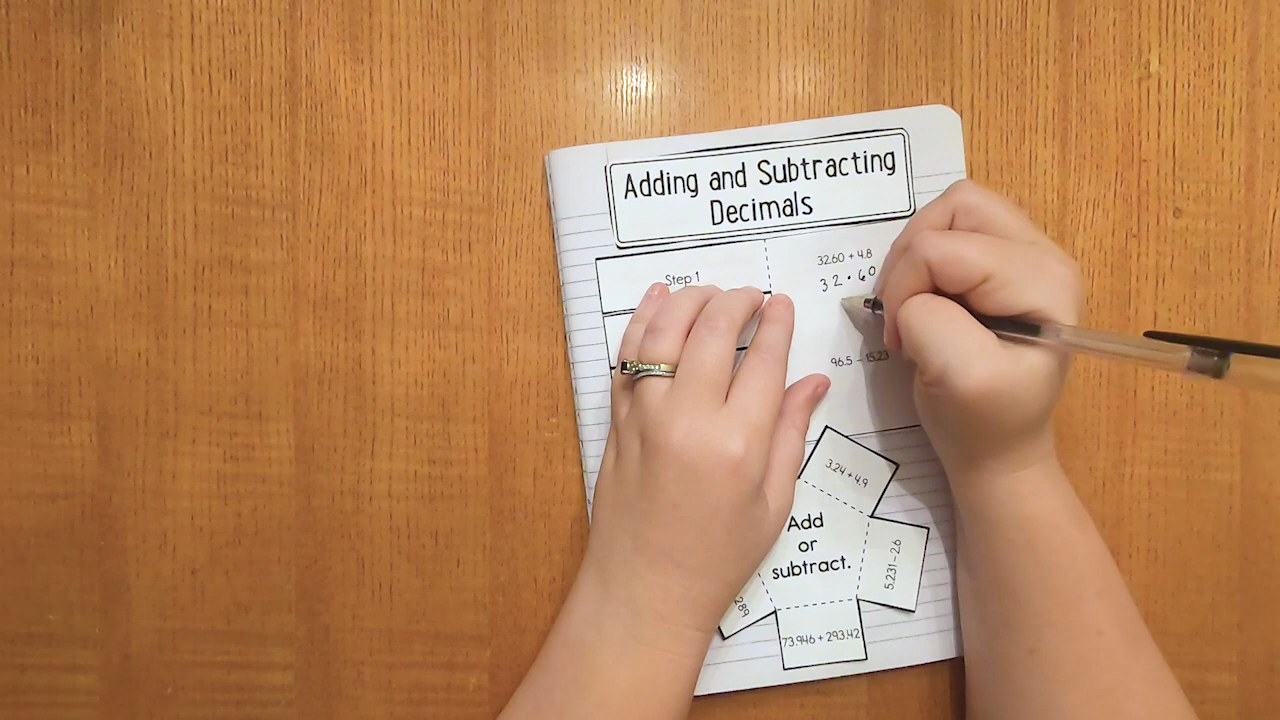 Adding and Subtracting
Decimals
Step 1
32.60 + 4.8
32.60
96.5 - 15.23
3.24 + 4.9
Add
or
subtract.
5.231 - 2.6
289
73.946 + 293.42